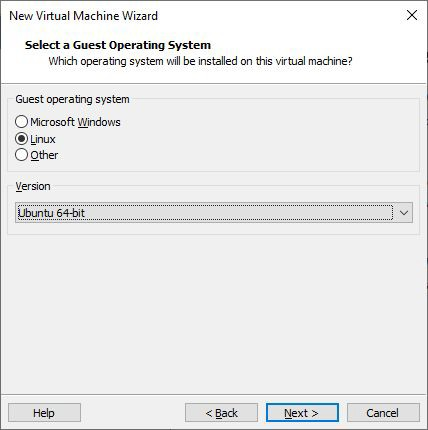 New Virtual Machine Wizard
Select a Guest Operating System
Which operating system will be installed on this virtual machine?
Guest operating system
Microsoft Windows
Linux
Other
Version
Ubuntu 64-bit
Help
< Back
Next >
Cancel